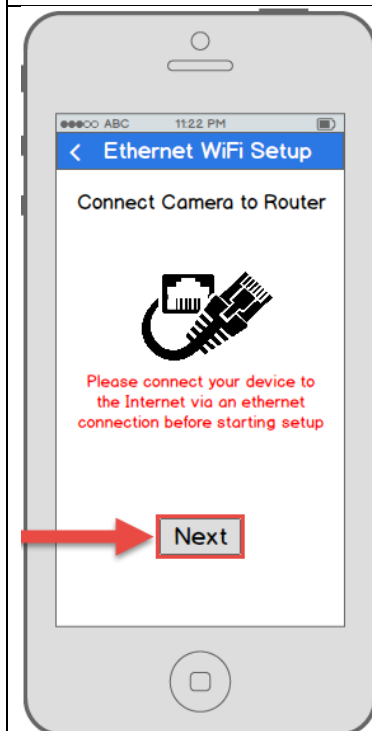 ABC 11:22 PM
Ethernet WiFi Setup
Connect Camera to Router
Please connect your device to
the Internet via an ethernet
connection before starting setup
Next